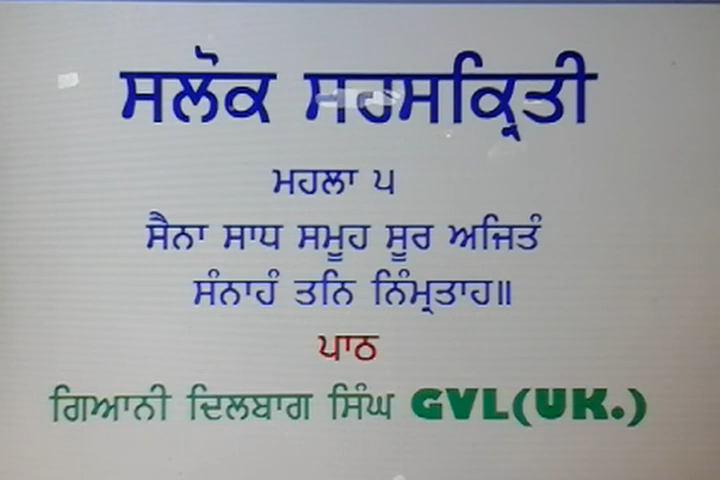 ਸਲੋਕ ਸਹਸਕ੍ਰਿਤੀ
ਮਹਲਾ ੫
ਸੈਨਾ ਸਾਧ ਸਮੂਹ ਸੂਰ ਅਜਿਤੰ
ਸੰਨਾਹੰ ਤਨਿ ਨਿੰਮ੍ਰਤਾਹ॥
ਪਾਠ
ਗਿਆਨੀ ਦਿਲਬਾਗ ਸਿੰਘ GVL(UK.)